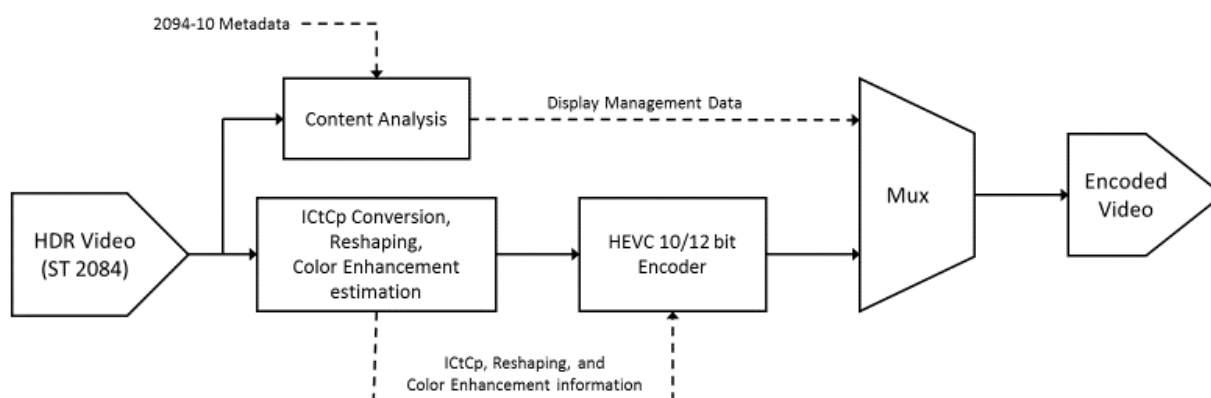 2094-10 Metadata
Content Analysis
Display Management Data
HDR Video
(ST 2084)
ICtCp Conversion,
Reshaping,
Color Enhancement
estimation
HEVC 10/12 bit
Encoder
Mux
Encoded
Video
ICtCp, Reshaping, and
Color Enhancement information